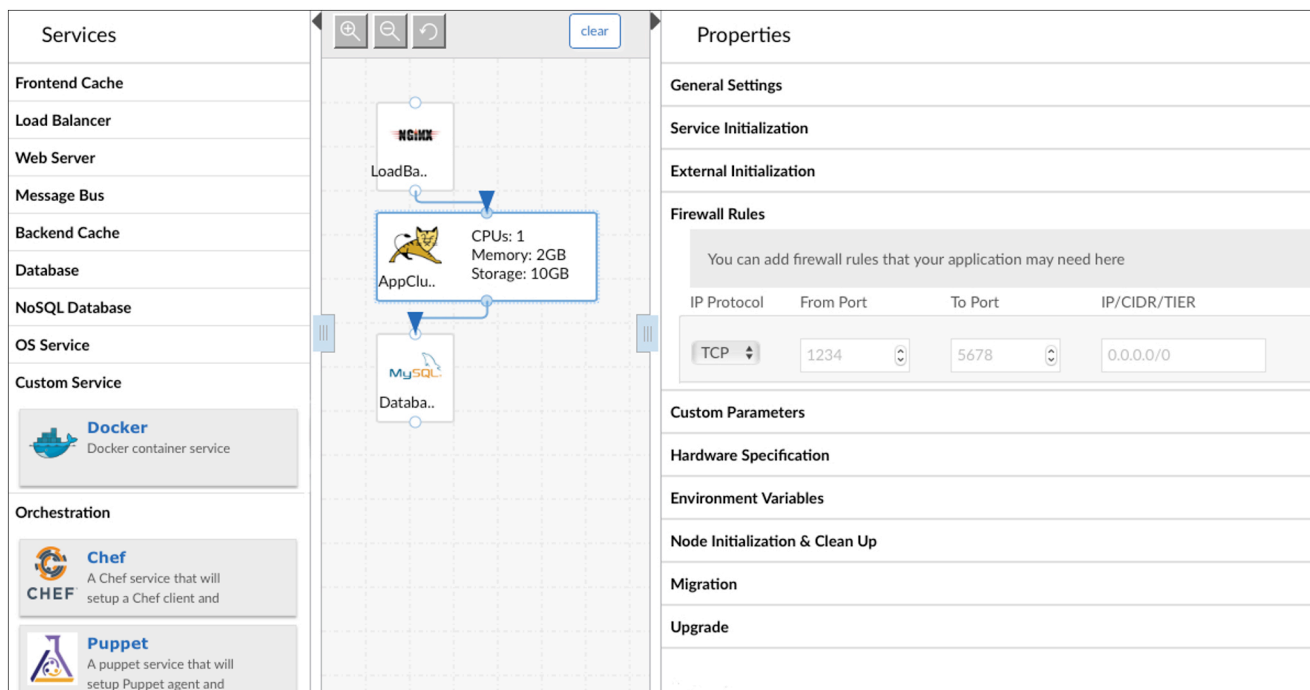 Services
Frontend Cache
Load Balancer
Web Server
Message Bus
Backend Cache
Database
NoSQL Database
OS Service
Custom Service
Docker
Docker container service
Orchestration
CHEF
Chef
A Chef service that will
setup a Chef client and
Puppet
A puppet service that will
setup Puppet agent and
clear
NGiNX
LoadBa..
AppClu..
CPUs: 1
Memory: 2GB
Storage: 10GB
MySQL.
Databa..
Properties
General Settings
Service Initialization
External Initialization
Firewall Rules
You can add firewall rules that your application may need here
IP Protocol From Port To Port IP/CIDR/TIER
TCP 1234 5678 0.0.0.0/0
Custom Parameters
Hardware Specification
Environment Variables
Node Initialization & Clean Up
Migration
Upgrade